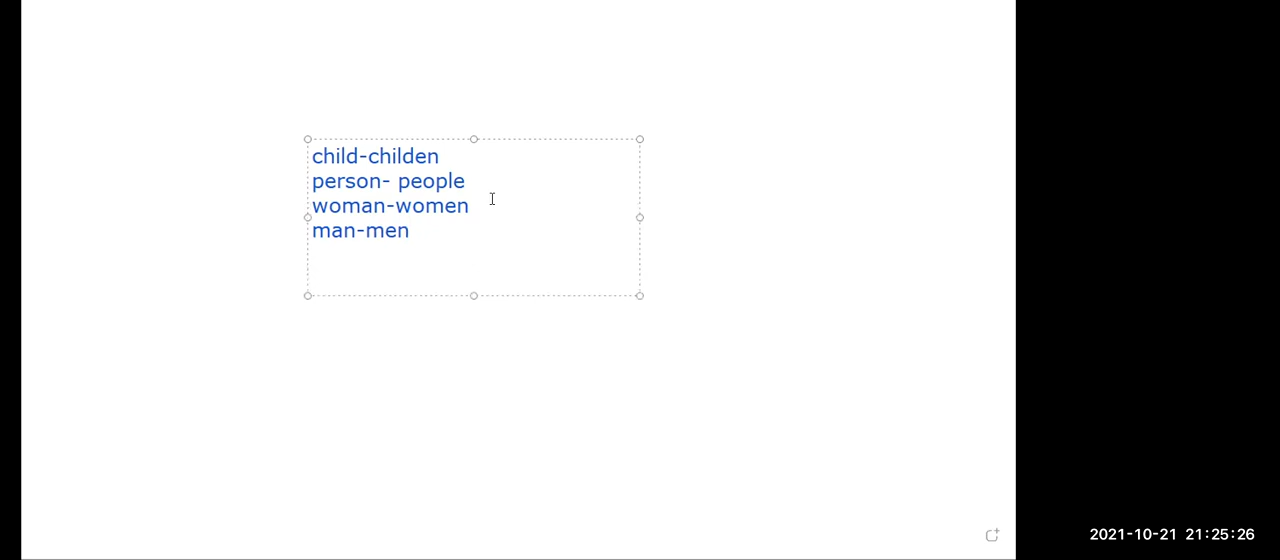 child-childen
person- people
woman-women
man-men
2021-10-21 21:25:26